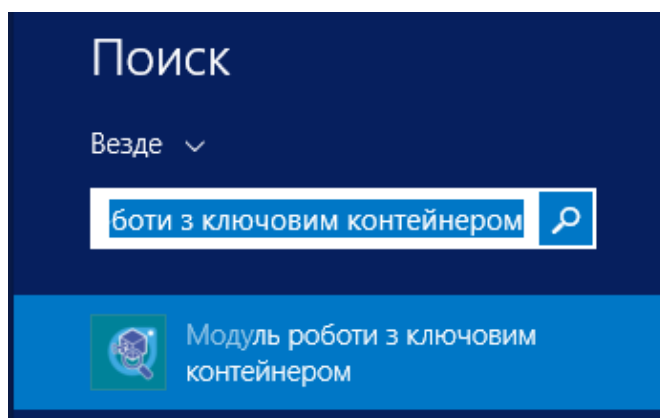 Поиск
Везде
боти з ключовим контейнером
Модуль роботи з ключовим
контейнером